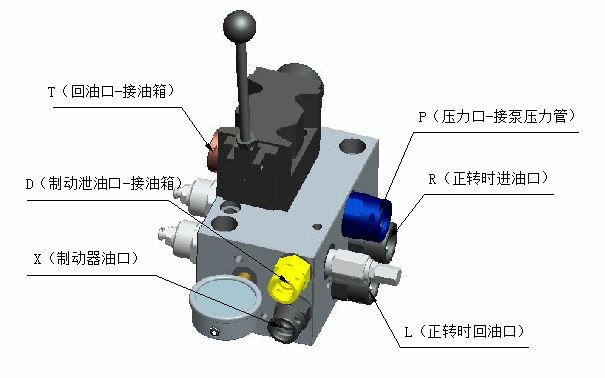 T（回油口-接油箱）
P（压力口-接泵压力管）
D（制动泄油口-接油箱）
R（正转时进油口）
X（制动器油口）
L（正转时回油口）